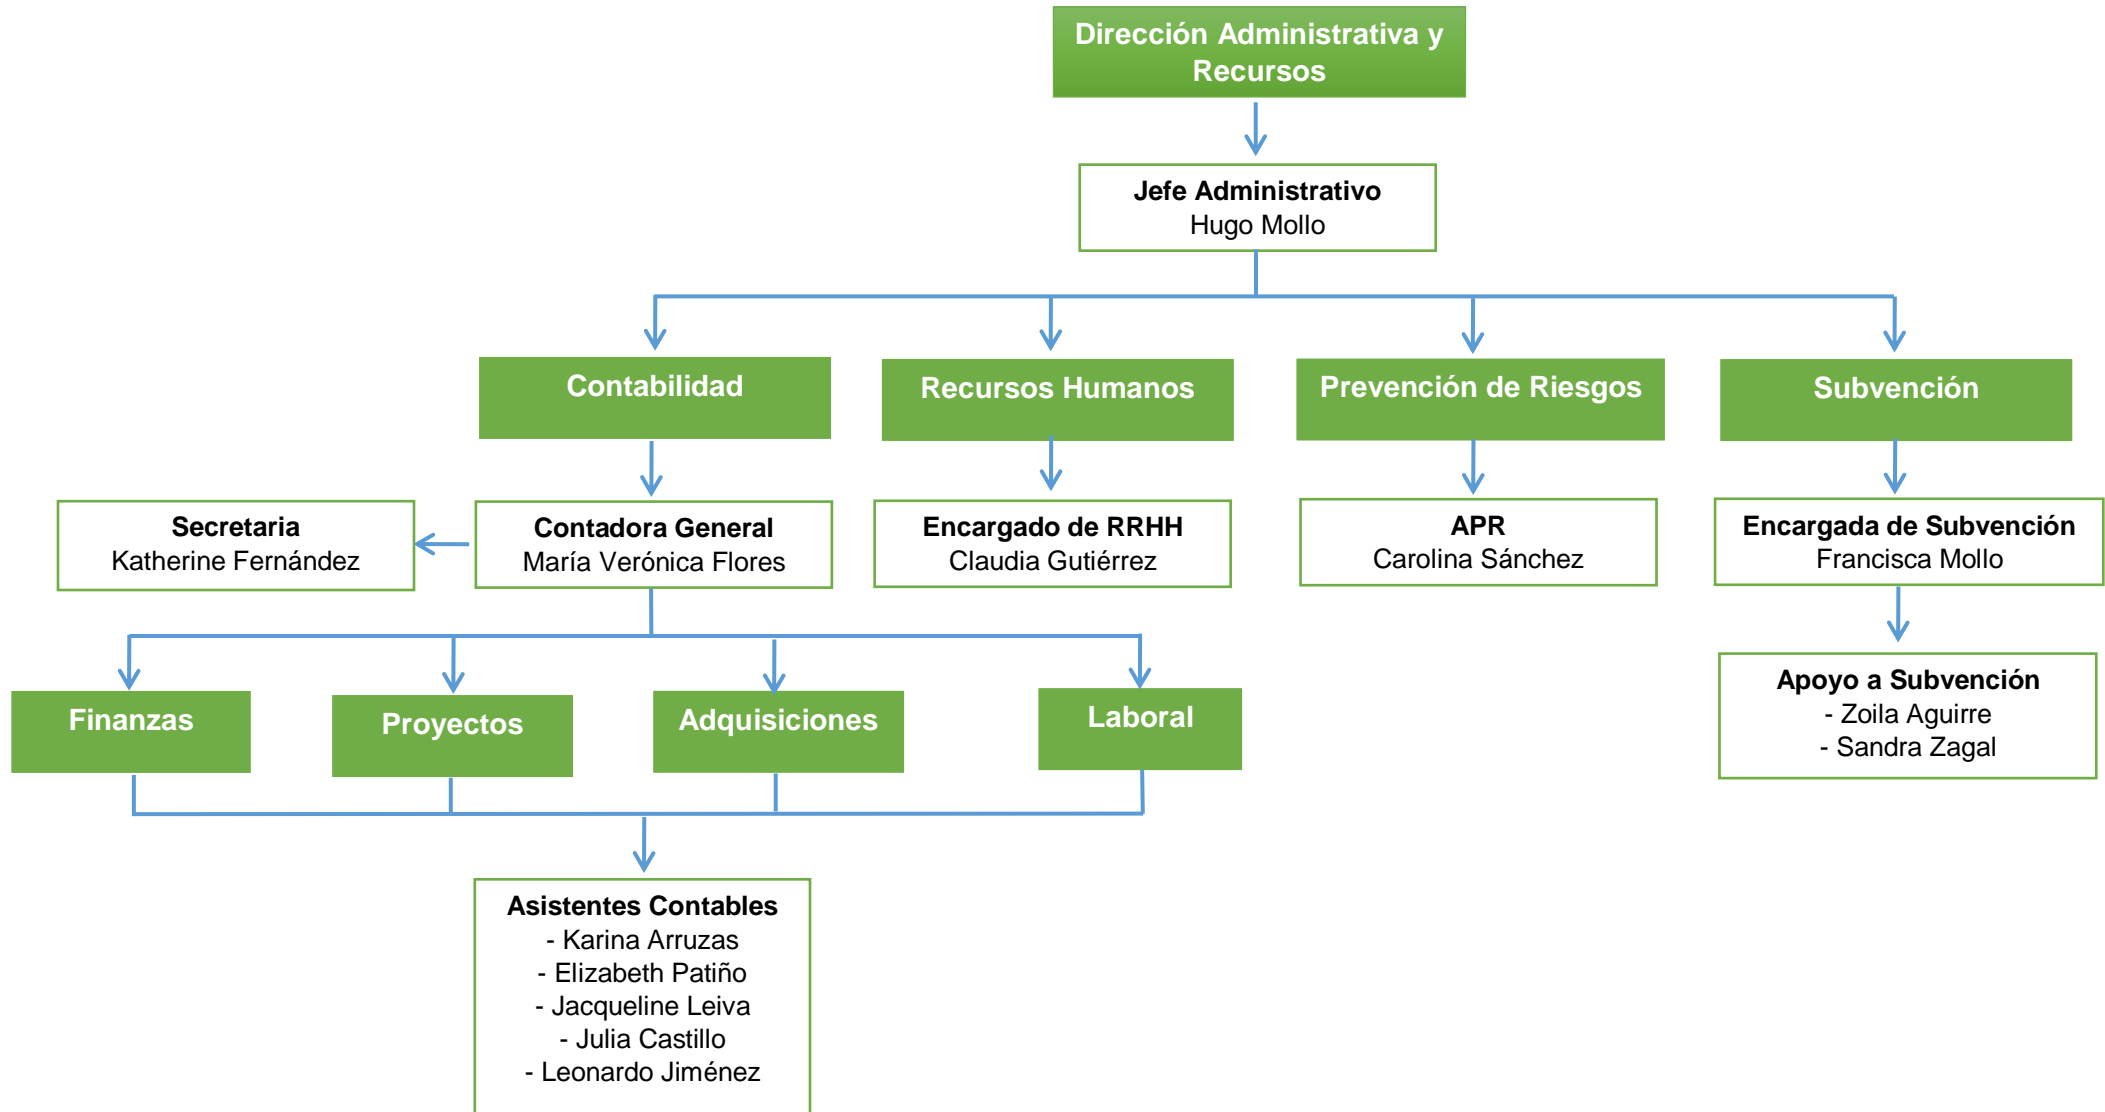 Dirección Administrativa y
Recursos
Jefe Administrativo
Hugo Mollo
Contabilidad
Recursos Humanos
Prevención de Riesgos
Subvención
Secretaria
Katherine Fernández
Contadora General
María Verónica Flores
Encargado de RRHH
Claudia Gutiérrez
APR
Carolina Sánchez
Encargada de Subvención
Francisca Mollo
Finanzas
Proyectos
Adquisiciones
Laboral
Apoyo a Subvención
- Zoila Aguirre
- Sandra Zagal
Asistentes Contables
- Karina Arruzas
- Elizabeth Patiño
- Jacqueline Leiva
- Julia Castillo
- Leonardo Jiménez